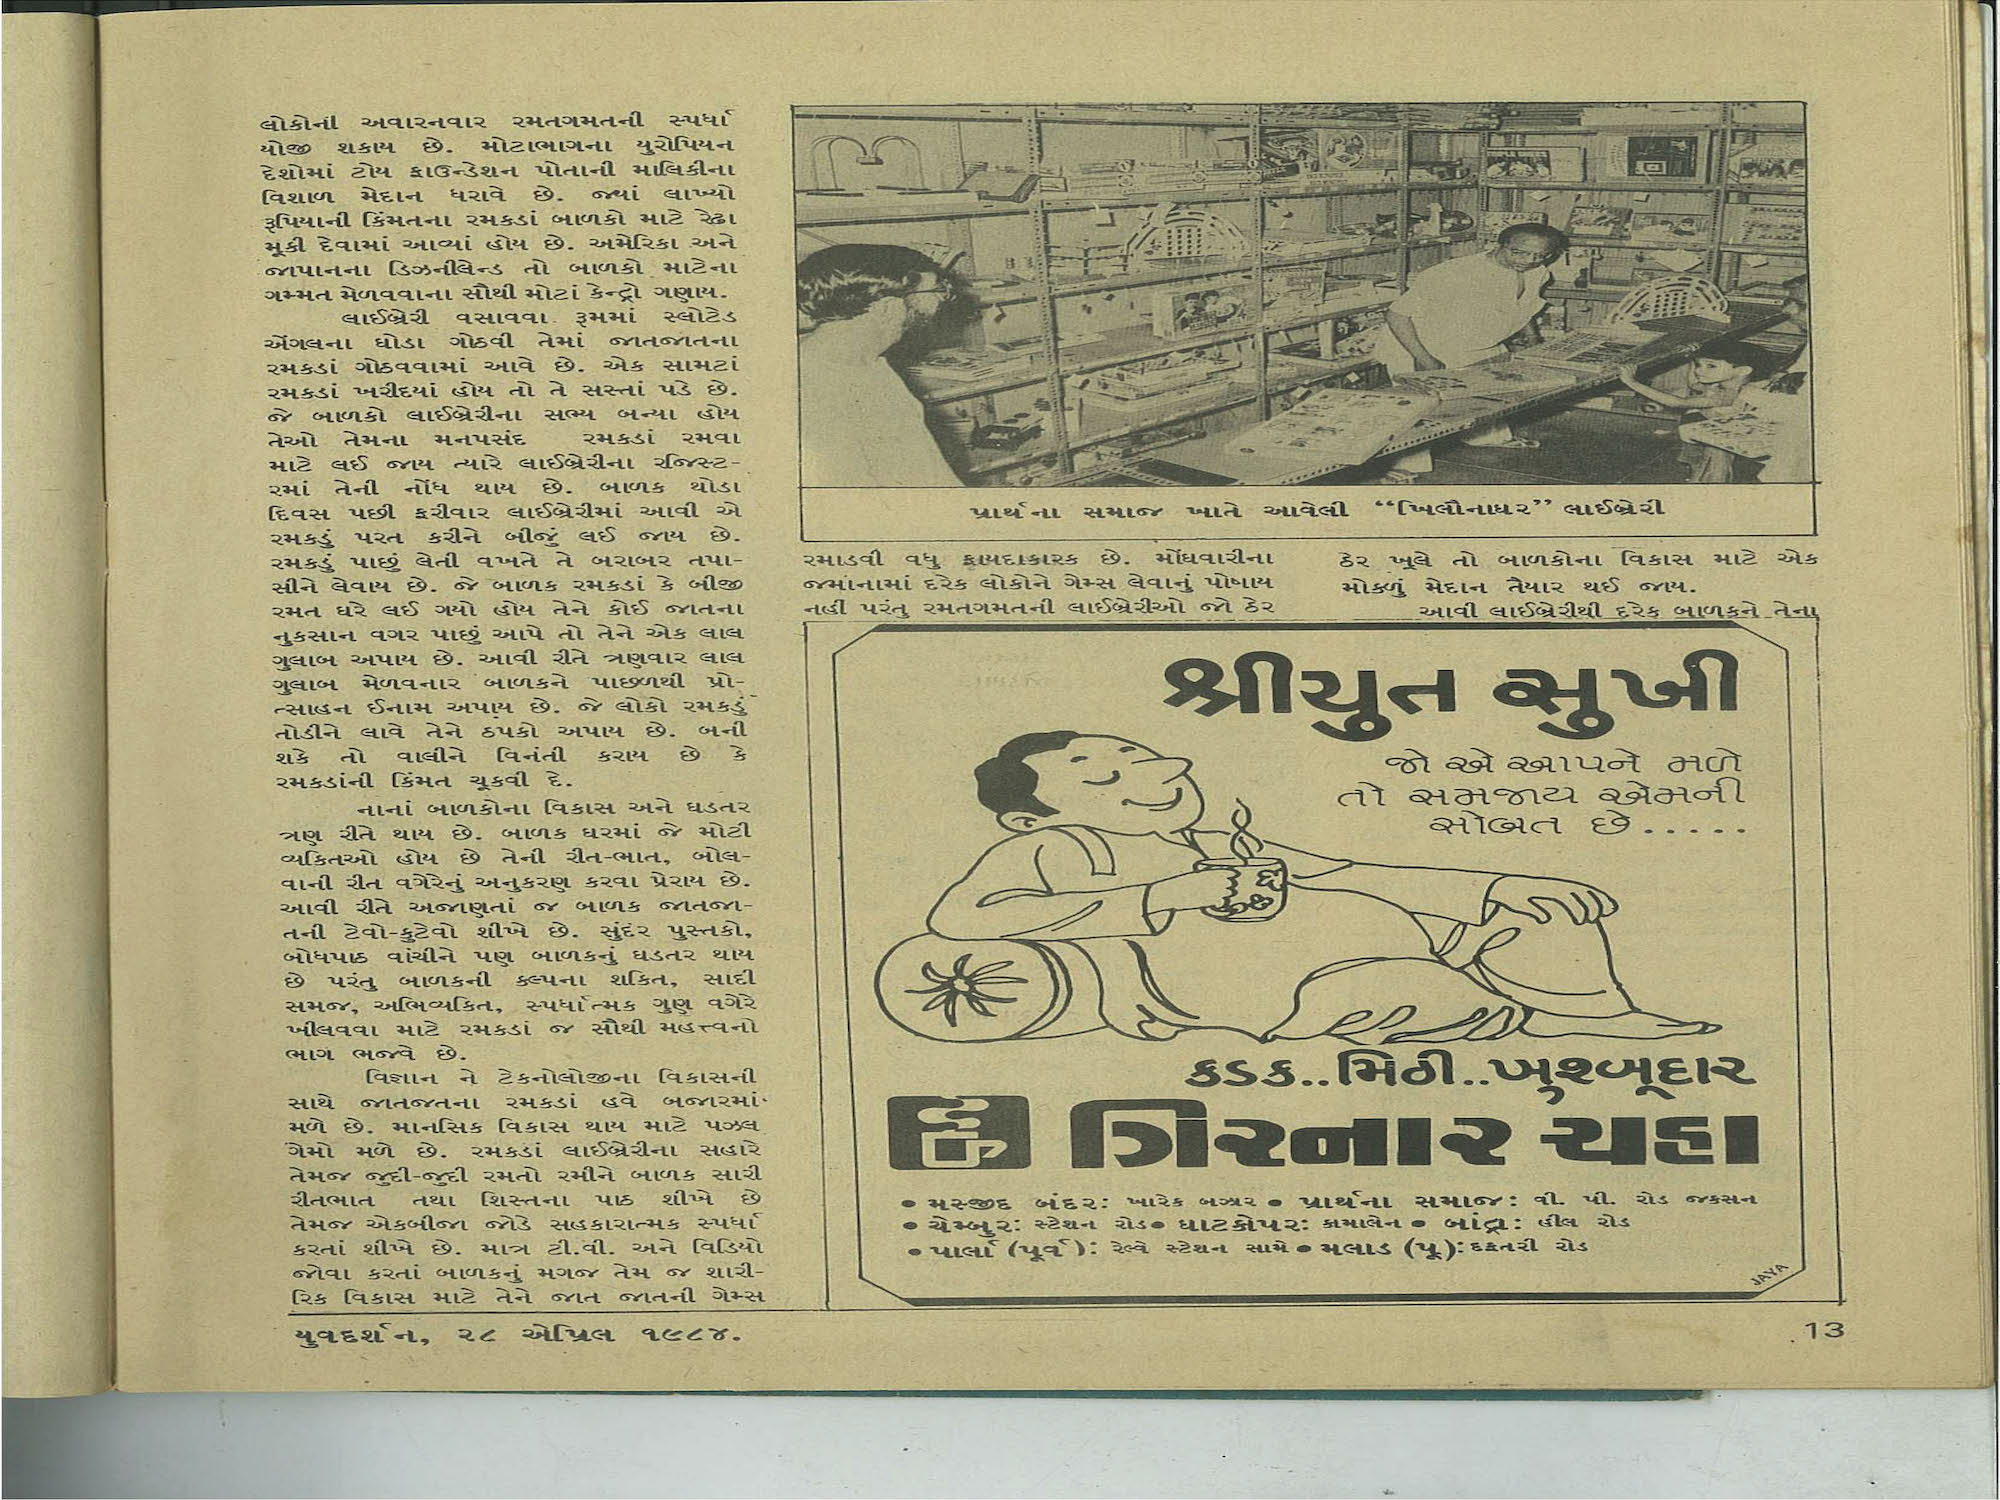 લોકોની અવારનવાર રમતગમતની સ્પર્ધા
યોજી શકાય છે. મોટાભાગના યુરોપિયન
દેશોમાં ટોય ફાઉન્ડેશન પોતાની માલિકીના
વિશાળ મેદાન ધરાવે છે. જ્યાં લાખ્યો
રૂપિયાની કિંમતના રમકડાં બાળકો માટે રેઢા
મૂકી દેવામાં આવ્યાં હોય છે. અમેરિકા અને
જાપાનના ડિઝનીલેન્ડ તો બાળકો માટેના
ગમ્મત મેળવવાના સૌથી મોટાં કેન્દ્રો ગણાય.
લાઈબ્રેરી વસાવવા રૂમમાં સ્લોટેડ
એંગલના ઘોડા ગોઠવી તેમાં જાતજાતના
રમકડાં ગોઠવવામાં આવે છે. એક સામટાં
રમકડાં ખરીદયાં હોય તો તે સસ્તાં પડે છે.
જે બાળકો લાઈબ્રેરીના સભ્ય બન્યા હોય
તેઓ તેમના મનપસંદ રમકડાં રમવા
માટે લઈ જાય ત્યારે લાઈબ્રેરીના રજિસ્ટ-
રમાં તેની નોંધ થાય છે. બાળક થોડા
દિવસ પછી ફરીવાર લાઈબ્રેરીમાં આવી એ
રમકડું પરત કરીને બીજું લઈ જાય છે.
રમકડું પાછું લેતી વખતે તે બરાબર તપા-
સીને લેવાય છે. જે બાળક રમકડાં કે બીજી
રમત ઘરે લઈ ગયો હોય તેને કોઈ જાતના
નુકસાન વગર પાછું આપે તો તેને એક લાલ
ગુલાબ અપાય છે. આવી રીતે ત્રણવાર લાલ
ગુલાબ મેળવનાર બાળકને પાછળથી પ્રો-
ત્સાહન ઈનામ અપાય છે. જે લોકો રમકડું
તોડીને લાવે તેને ઠપકો અપાય છે. બની
શકે તો વાલીને વિનંતી કરાય છે કે
રમકડાંની કિંમત ચૂકવી દે.
નાનાં બાળકોના વિકાસ અને ઘડતર
ત્રણ રીતે થાય છે. બાળક ઘરમાં જે મોટી
વ્યકિતઓ હોય છે તેની રીત-ભાત, બોલ-
વાની રીત વગેરેનું અનુકરણ કરવા પ્રેરાય છે.
આવી રીતે અજાણતાં જ બાળક જાતજા-
તની ટેવો-કુટેવો શીખે છે. સુંદર પુસ્તકો,
બોધપાઠ વાંચીને પણ બાળકનું ઘડતર થાય
છે પરંતુ બાળકની કલ્પના શકિત, સાદી
સમજ, અભિવ્યકિત, સ્પર્ધાત્મક ગુણ વગેરે
ખીલવવા માટે રમકડાં જ સૌથી મહત્ત્વનો
ભાગ ભજવે છે.
વિજ્ઞાન ને ટેકનોલોજીના વિકાસની
સાથે જાતજતના રમકડાં હવે બજારમાં
મળે છે. માનસિક વિકાસ થાય માટે પઝલ
ગેમો મળે છે. રમકડાં લાઈબ્રેરીના સહારે
તેમજ જુદી-જુદી રમતો રમીને બાળક સારી
રીતભાત તથા શિસ્તના પાઠ શીખે છે
તેમજ એકબીજા જોડે સહકારાત્મક સ્પર્ધા
કરતાં શીખે છે. માત્ર ટી.વી. અને વિડિયો
જોવા કરતાં બાળકનું મગજ તેમ જ શારી-
રિક વિકાસ માટે તેને જાત જાતની ગેમ્સ
પ્રાર્થના સમાજ ખાતે આવેલી “ખિલૌનાઘર” લાઈબ્રેરી
રમાડવી વધુ ફાયદાકારક છે. મોંઘવારીના
જમાનામાં દરેક લોકોને ગેમ્સ લેવાનું પોષાય
નહીં પરંતુ રમતગમતની લાઈબ્રેરીઓ જો ઠેર
ઠેર ખૂલે તો બાળકોના વિકાસ માટે એક
મોકળું મેદાન તૈયાર થઈ જાય.
આવી લાઈબ્રેરીથી દરેક બાળકને તેના
શ્રીયુત સુખી
જો એ આપને મળે
તો સમજાય એમની
સોબત છે.....
કડક..મિઠી..ખુશ્બૂદાર
ગિરનાર ચહા
• મસ્જીદ બંદર: ખારેક બઝાર • પ્રાર્થના સમાજ: વી. પી. રોડ જકસન
• ચેમ્બુર: સ્ટેશન રોડ • ઘાટકોપર: કામાલેન • બાંદ્રા: હીલ રોડ
• પાર્લા (પૂર્વ): રેલ્વે સ્ટેશન સામે • મલાડ (પૂ): દફતરી રોડ
JAYA
યુવદર્શન, ૨૮ એપ્રિલ ૧૯૮૪.
13